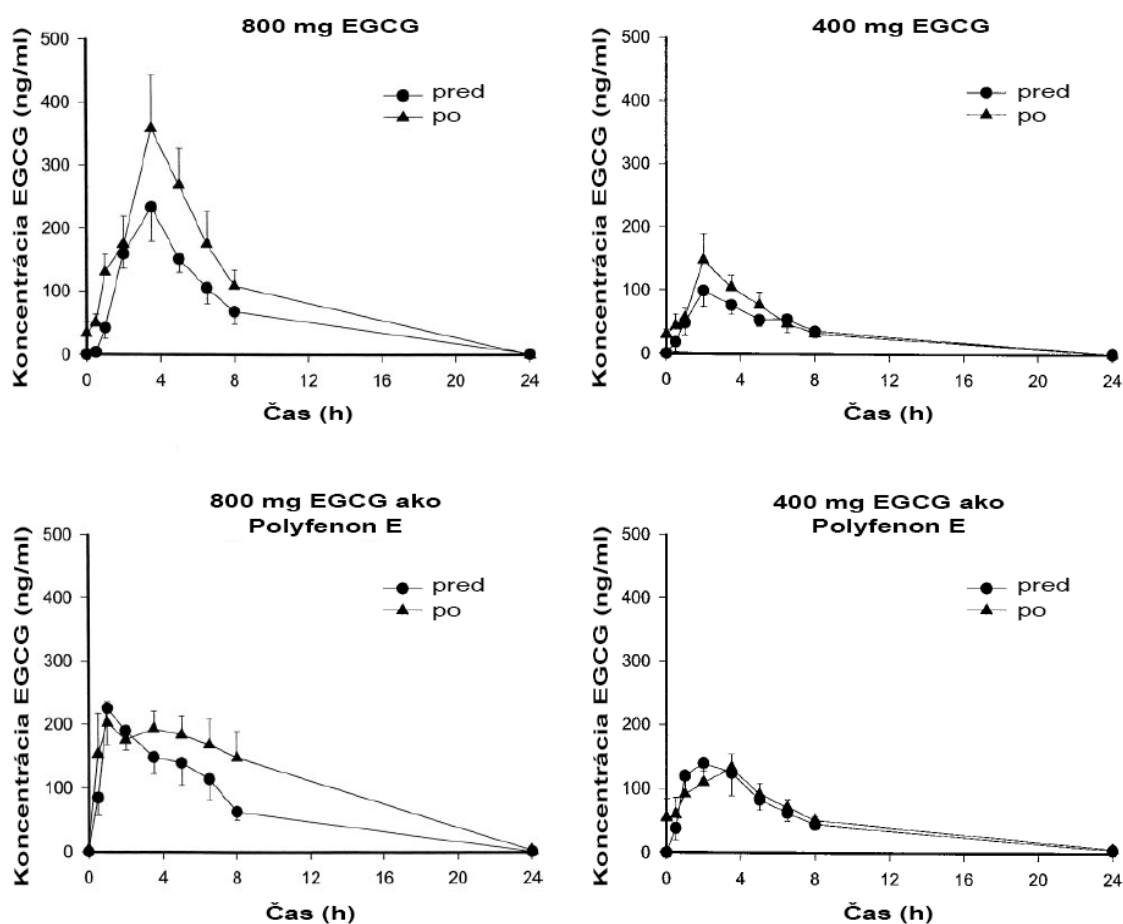 800 mg EGCG
Koncentrácia EGCG (ng/ml)
500
400
300
200
100
0
pred
po
0
4
8
12
16
20
24
Čas (h)
400 mg EGCG
Koncentrácia EGCG (ng/ml)
500
400
300
200
100
0
pred
po
0
4
8
12
16
20
24
Čas (h)
800 mg EGCG ako
Polyfenon E
Koncentrácia EGCG (ng/ml)
500
400
300
200
100
0
pred
po
0
4
8
12
16
20
24
Čas (h)
400 mg EGCG ako
Polyfenon E
Koncentrácia EGCG (ng/ml)
500
400
300
200
100
0
pred
po
0
4
8
12
16
20
24
Čas (h)